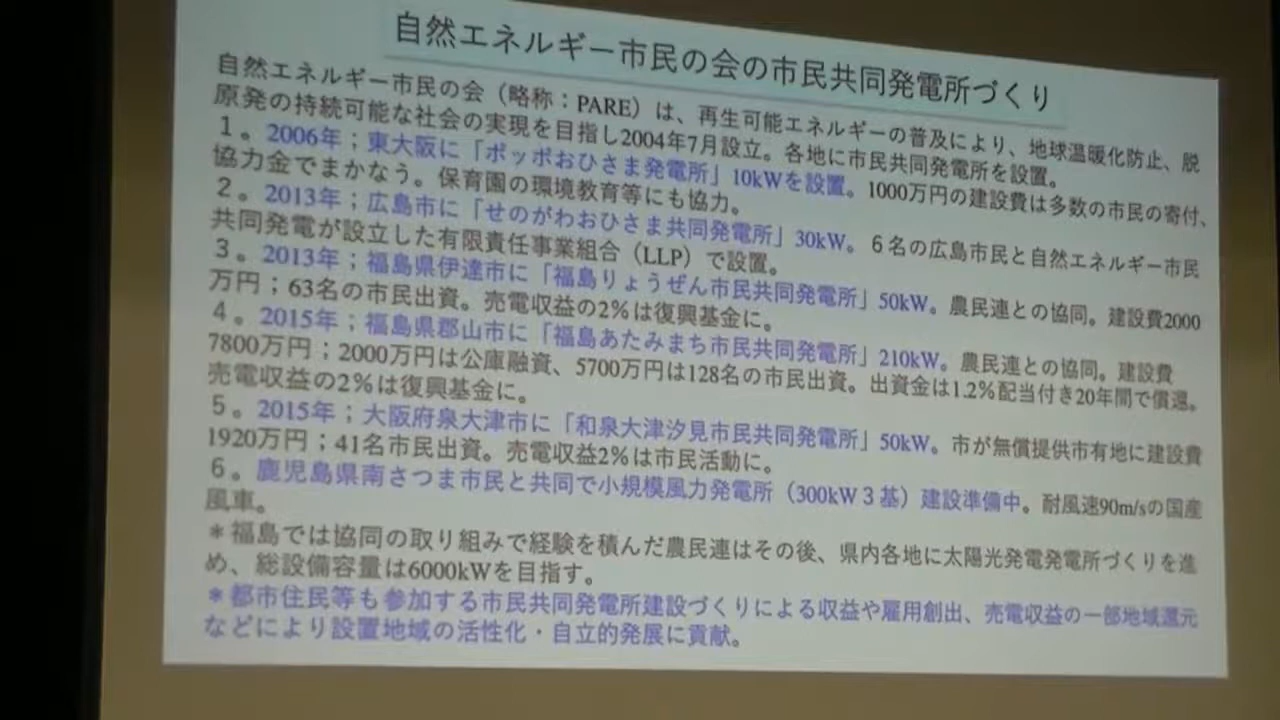 自然エネルギー市民の会の市民共同発電所づくり
自然エネルギー市民の会（略称：PARE）は、再生可能エネルギーの普及により、地球温暖化防止、脱
原発の持続可能な社会の実現を目指し2004年7月設立。各地に市民共同発電所を設置。
１。2006年；東大阪に「ポッポおひさま発電所」10kWを設置。1000万円の建設費は多数の市民の寄付、
協力金でまかなう。保育園の環境教育等にも協力。
２。2013年；広島市に「せのがわおひさま共同発電所」30kW。６名の広島市民と自然エネルギー市民
共同発電が設立した有限責任事業組合（LLP）で設置。
３。2013年；福島県伊達市に「福島りょうぜん市民共同発電所」50kW。農民連との協同。建設費2000
万円；63名の市民出資。売電収益の2%は復興基金に。
４。2015年；福島県郡山市に「福島あたみまち市民共同発電所」210kW。農民連との協同。建設費
7800万円；2000万円は公庫融資、5700万円は128名の市民出資。出資金は1.2%配当付き20年間で償還。
売電収益の2%は復興基金に。
５。2015年；大阪府泉大津市に「和泉大津汐見市民共同発電所」50kW。市が無償提供市有地に建設費
1920万円；41名市民出資。売電収益2%は市民活動に。
６。鹿児島県南さつま市民と共同で小規模風力発電所（300kW３基）建設準備中。耐風速90m/sの国産
風車。
＊福島では協同の取り組みで経験を積んだ農民連はその後、県内各地に太陽光発電発電所づくりを進
め、総設備容量は6000kWを目指す。
＊都市住民等も参加する市民共同発電所建設づくりによる収益や雇用創出、売電収益の一部地域還元
などにより設置地域の活性化・自立的発展に貢献。